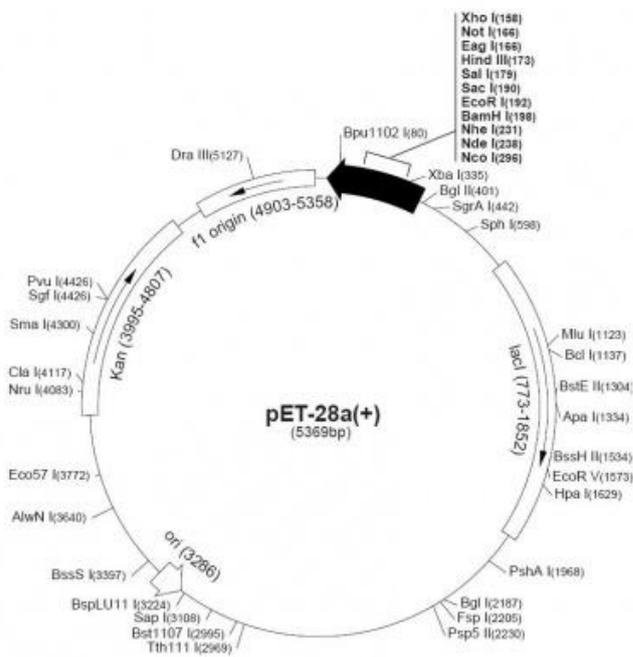 Xho I(158)
Not I(166)
Eag I(166)
Hind III(173)
Sal I(179)
Sac I(190)
EcoR I(192)
BamH I(198)
Nhe I(231)
Nde I(238)
Nco I(296)
Bpu1102 I(80)
Dra III(5127)
Xba I(335)
Bgl II(401)
SgrA I(442)
Sph I(598)
f1 origin (4903-5358)
Pvu I(4426)
Sgf I(4426)
Sma I(4300)
Kan (3995-4807)
Cla I(4117)
Nru I(4083)
Mlu I(1123)
Bcl I(1137)
BstE II(1304)
Apa I(1334)
lacI (773-1852)
BssH II(1534)
EcoR V(1573)
Hpa I(1629)
pET-28a(+)
(5369bp)
Eco57 I(3772)
AlwN I(3640)
ori (3286)
BssS I(3397)
PshA I(1968)
BspLU11 I(3224)
Sap I(3108)
Bst1107 I(2995)
Tth111 I(2969)
Bgl I(2187)
Fsp I(2205)
Psp5 II(2230)